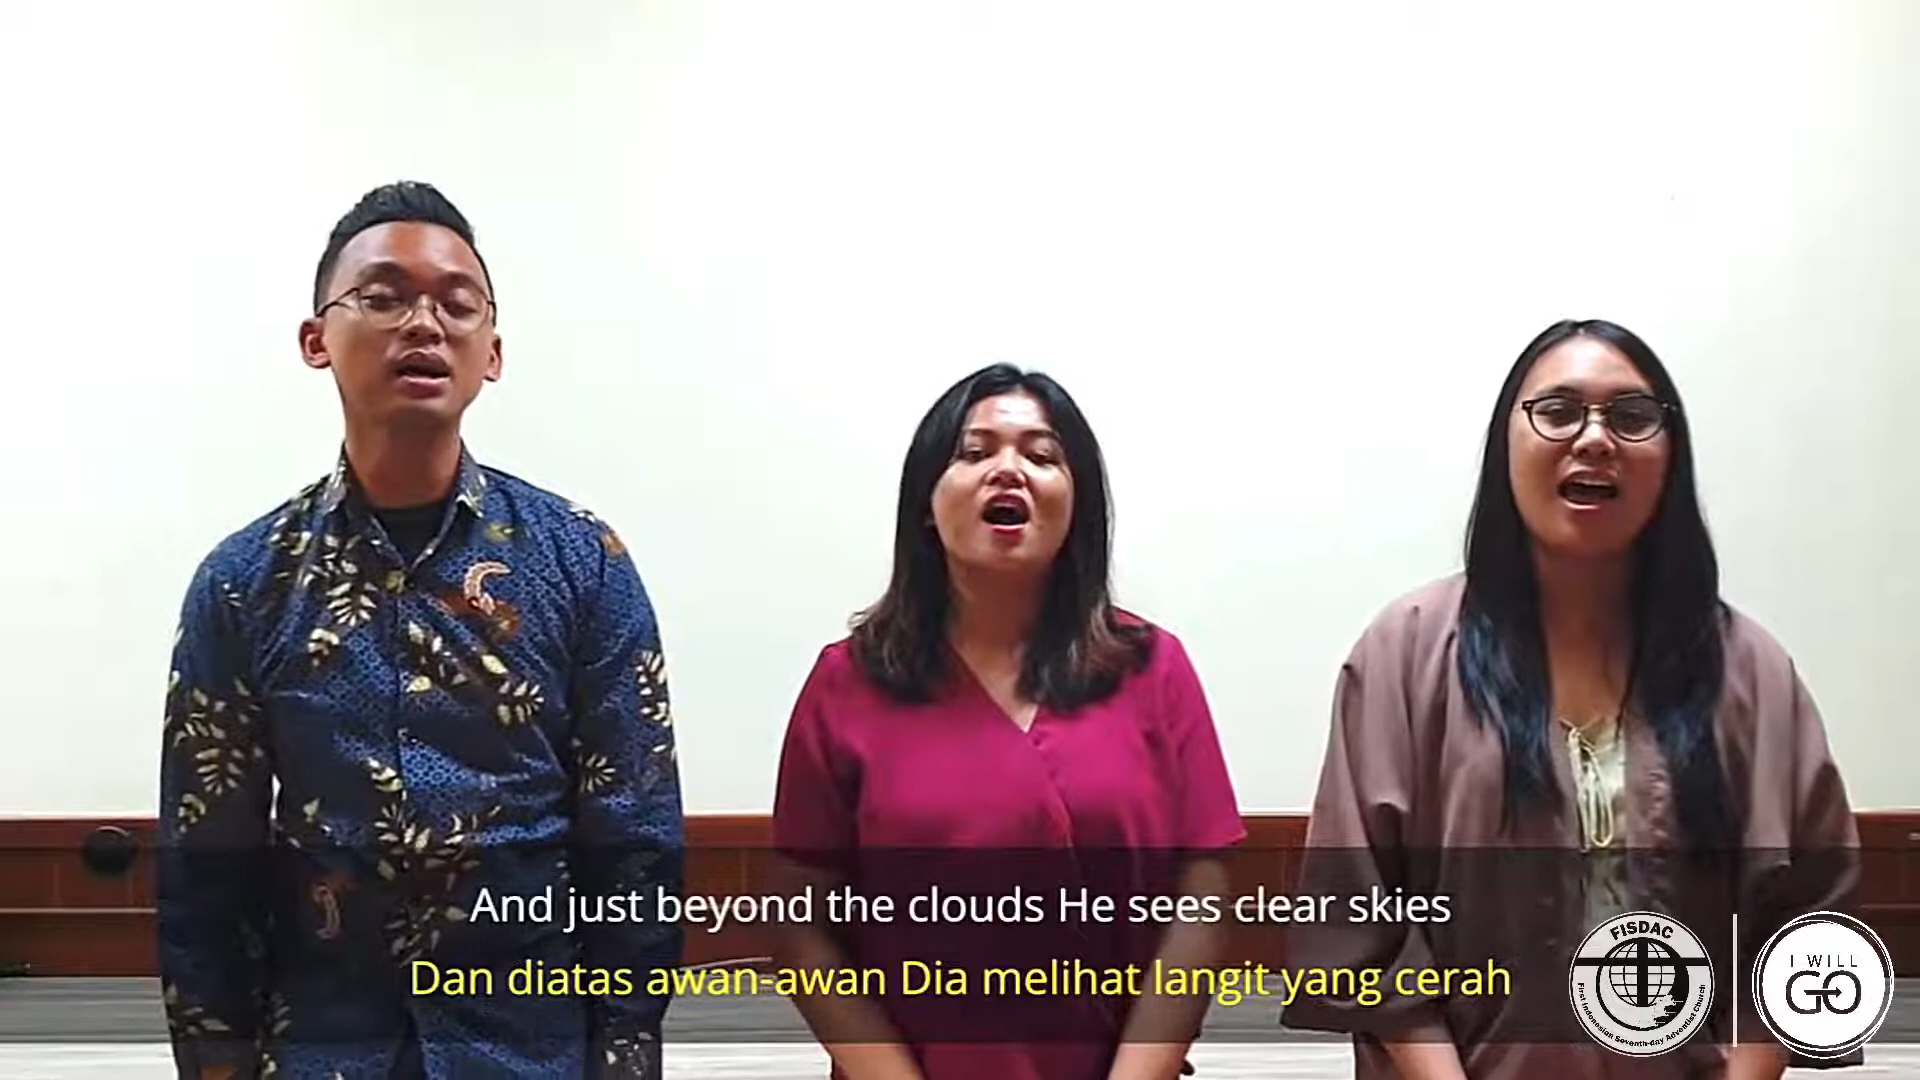 And just beyond the clouds He sees clear skies
Dan diatas awan-awan Dia melihat langit yang cerah
FISDAC
First Indonesian Seventh-day Adventist Church
I WILL
GO